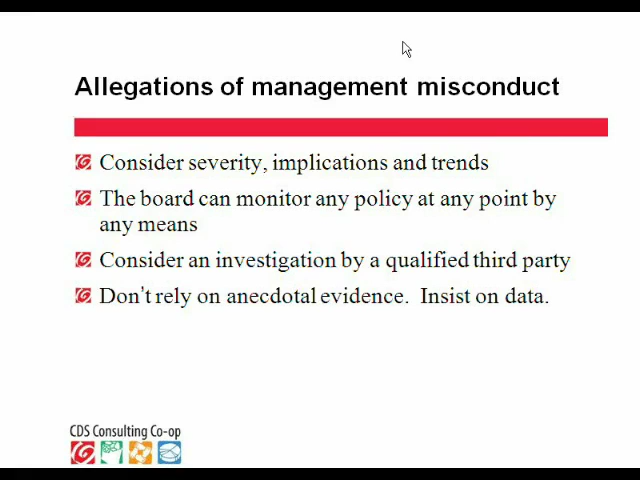 Allegations of management misconduct
Consider severity, implications and trends
The board can monitor any policy at any point by
any means
Consider an investigation by a qualified third party
Don't rely on anecdotal evidence.  Insist on data.
CDS Consulting Co-op